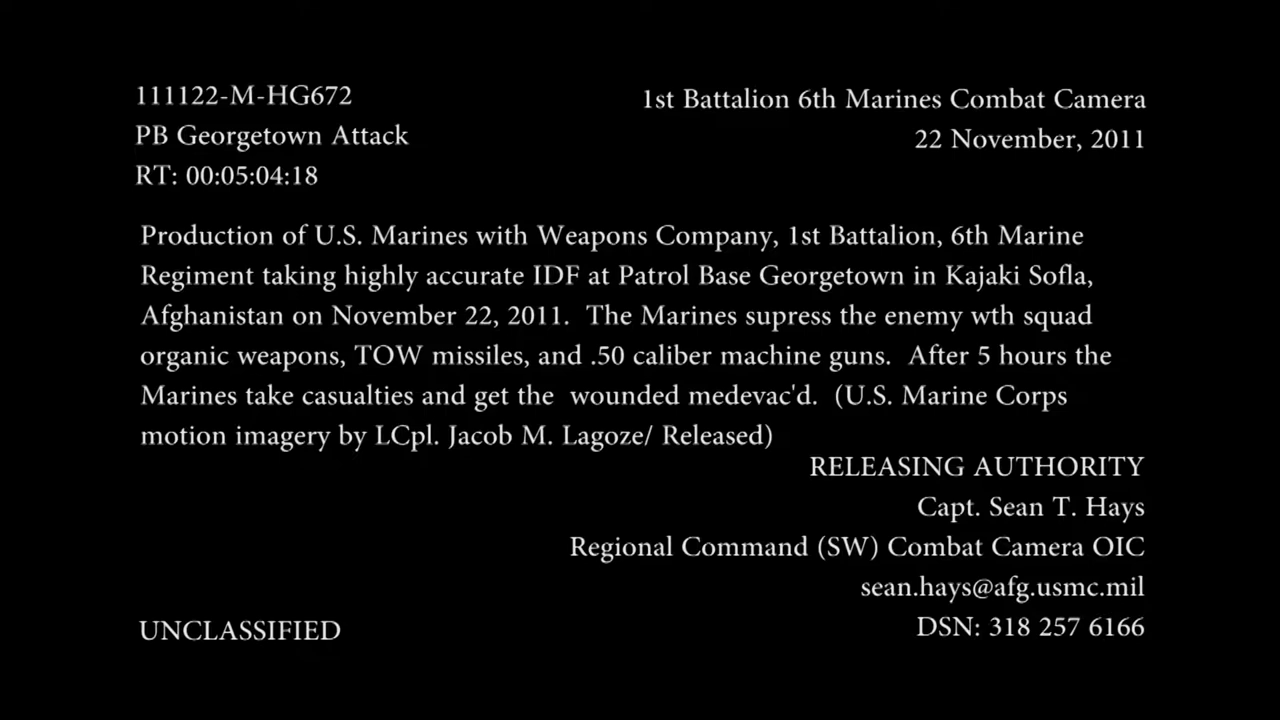 111122-M-HG672
PB Georgetown Attack
RT: 00:05:04:18
1st Battalion 6th Marines Combat Camera
22 November, 2011
Production of U.S. Marines with Weapons Company, 1st Battalion, 6th Marine
Regiment taking highly accurate IDF at Patrol Base Georgetown in Kajaki Sofla,
Afghanistan on November 22, 2011.  The Marines supress the enemy wth squad
organic weapons, TOW missiles, and .50 caliber machine guns.  After 5 hours the
Marines take casualties and get the  wounded medevac'd.  (U.S. Marine Corps
motion imagery by LCpl. Jacob M. Lagoze/ Released)
RELEASING AUTHORITY
Capt. Sean T. Hays
Regional Command (SW) Combat Camera OIC
sean.hays@afg.usmc.mil
DSN: 318 257 6166
UNCLASSIFIED